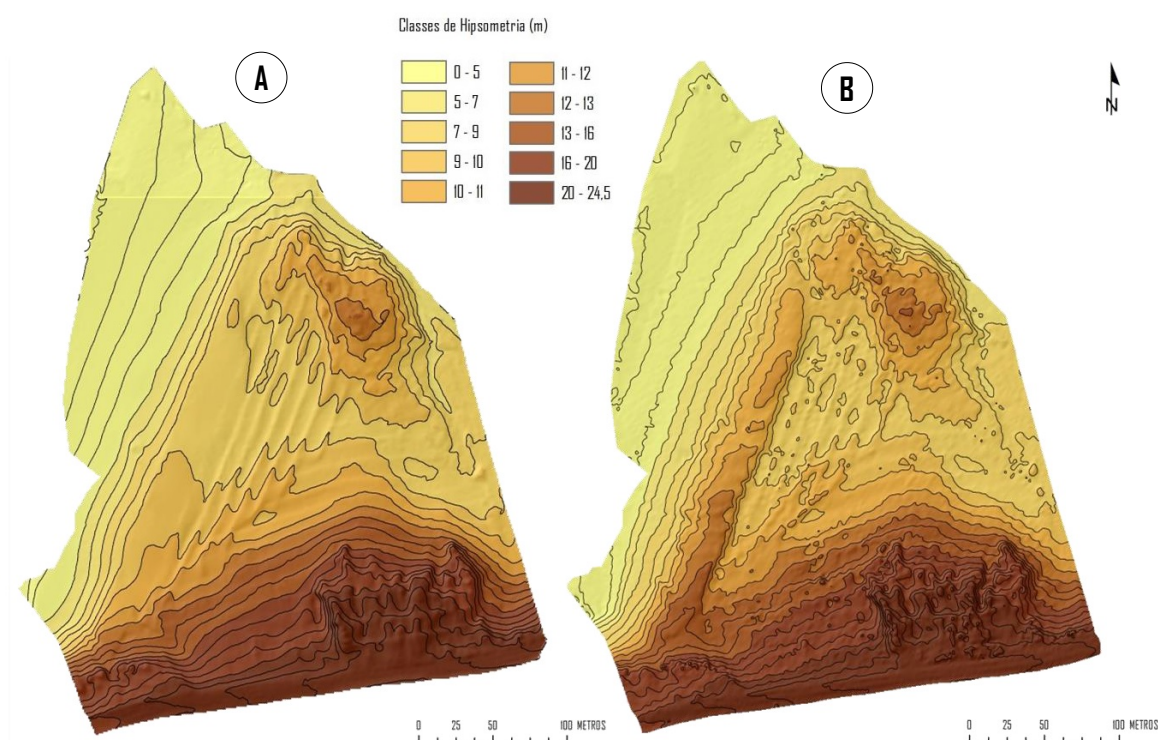 Classes de Hipsometria (m)
A
0 - 5
5 - 7
7 - 9
9 - 10
10 - 11
11 - 12
12 - 13
13 - 16
16 - 20
20 - 24,5
B
N
0 25 50 100 METROS
0 25 50 100 METROS